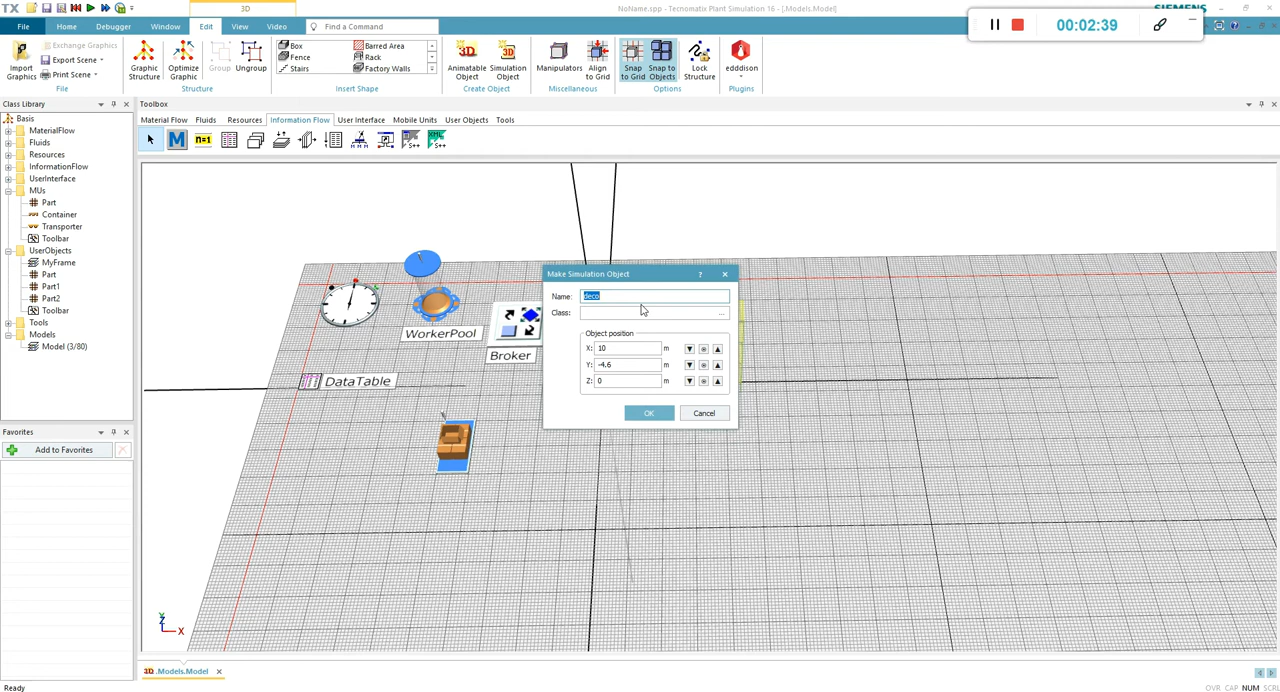 3D
NoName.spp - Tecnomatix Plant Simulation 16 - [.Models.Model]
SIEMENS
TX
File Home Debugger Window Edit View Video Find a Command
00:02:39
Import Graphics
Exchange Graphics
Export Scene
Print Scene
File
Graphic Structure
Optimize Graphic
Group
Ungroup
Structure
Box
Fence
Stairs
Barred Area
Rack
Factory Walls
Insert Shape
Animatable Object
Simulation Object
Create Object
Manipulators
Align to Grid
Miscellaneous
Snap to Grid
Snap to Objects
Lock Structure
Options
edddison
Plugins
Class Library
Toolbox
Basis
MaterialFlow
Fluids
Resources
InformationFlow
UserInterface
MUs
Part
Container
Transporter
Toolbar
UserObjects
MyFrame
Part
Part1
Part2
Toolbar
Tools
Models
Model (3/80)
Material Flow Fluids Resources Information Flow User Interface Mobile Units User Objects Tools
M n=1
S++ XML S++
WorkerPool
Broker
DataTable
Make Simulation Object ?
Name: deco
Class: ...
Object position
X: 10 m
Y: -4.6 m
Z: 0 m
OK Cancel
Favorites
Add to Favorites
Z
Y
X
3D .Models.Model
Ready
OVR CAP NUM SCRL